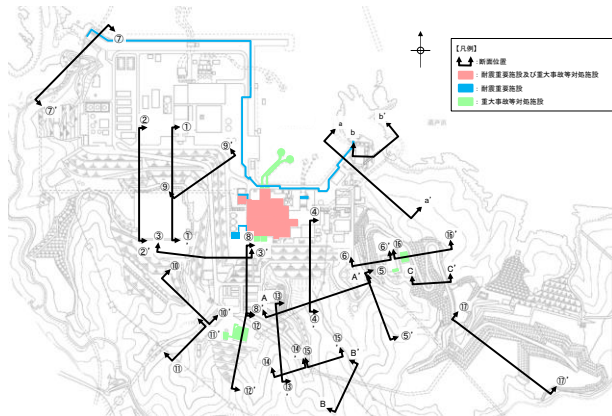 【凡例】
：断面位置
：耐震重要施設及び重大事故等対処施設
：耐震重要施設
：重大事故等対処施設
⑦
⑦'
②
①
⑨'
a
b
b'
⑨
a'
③
②'
①'
⑧
③'
④
⑥
⑥'
⑯
⑯'
A'
⑤
C
C'
⑩
⑩'
⑪'
⑪
A
⑬
⑧'
⑫
④'
⑰
⑤'
⑭
⑭'
⑮
⑮'
B'
⑫'
⑬'
B
⑰'